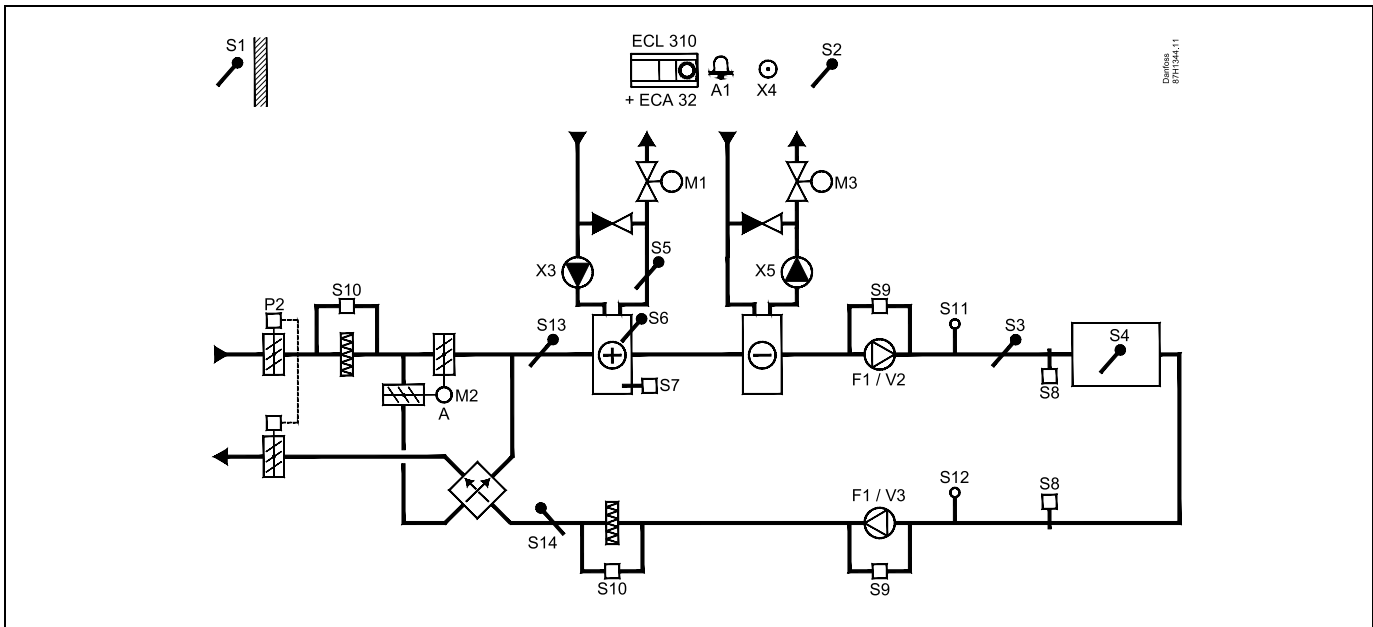 S1
ECL 310
+ ECA 32
A1
X4
S2
Danfoss
87H1344.11
M1
M3
X3
S5
X5
P2
S10
S13
S6
S9
S11
S3
S4
S7
M2
A
F1 / V2
S8
S14
S10
F1 / V3
S9
S12
S8